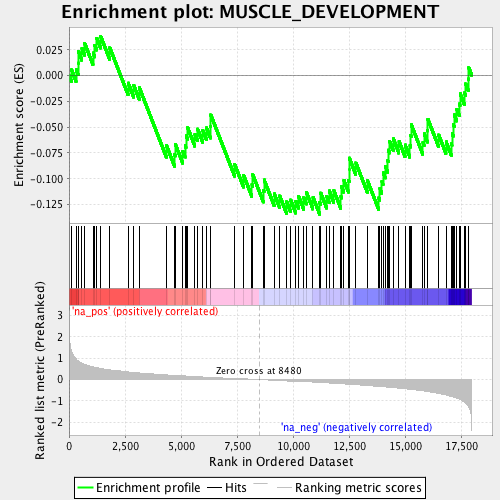 Enrichment plot: MUSCLE_DEVELOPMENT
Enrichment score (ES)
0.025
0.000
-0.025
-0.050
-0.075
-0.100
-0.125
Ranked list metric (PreRanked)
'na_pos' (positively correlated)
3
2
1
0
-1
-2
Zero cross at 8480
'na_neg' (negatively correlated)
0
2,500
5,000
7,500
10,000
12,500
15,000
17,500
Rank in Ordered Dataset
Enrichment profile
Hits
Ranking metric scores